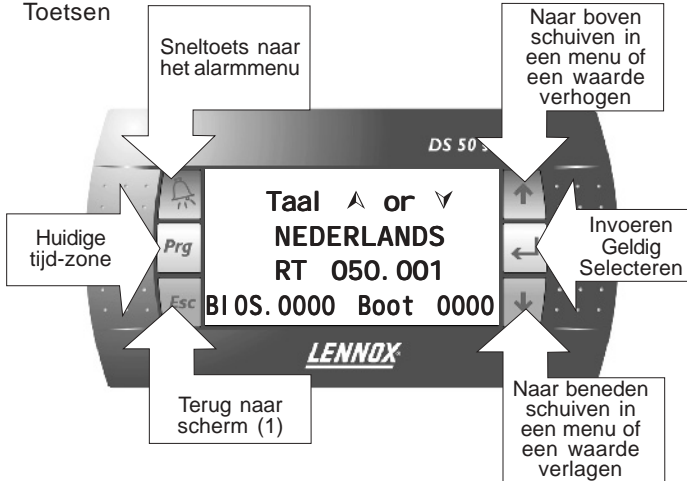 Toetsen
Sneltoets naar
het alarmmenu
Naar boven
schuiven in
een menu of
een waarde
verhogen
DS 50
Huidige
tijd-zone
Prg
Esc
Taal ⋏ or ⋎
NEDERLANDS
RT 050.001
BIOS.0000 Boot 0000
Invoeren
Geldig
Selecteren
LENNOX
Terug naar
scherm (1)
Naar beneden
schuiven in
een menu of
een waarde
verlagen